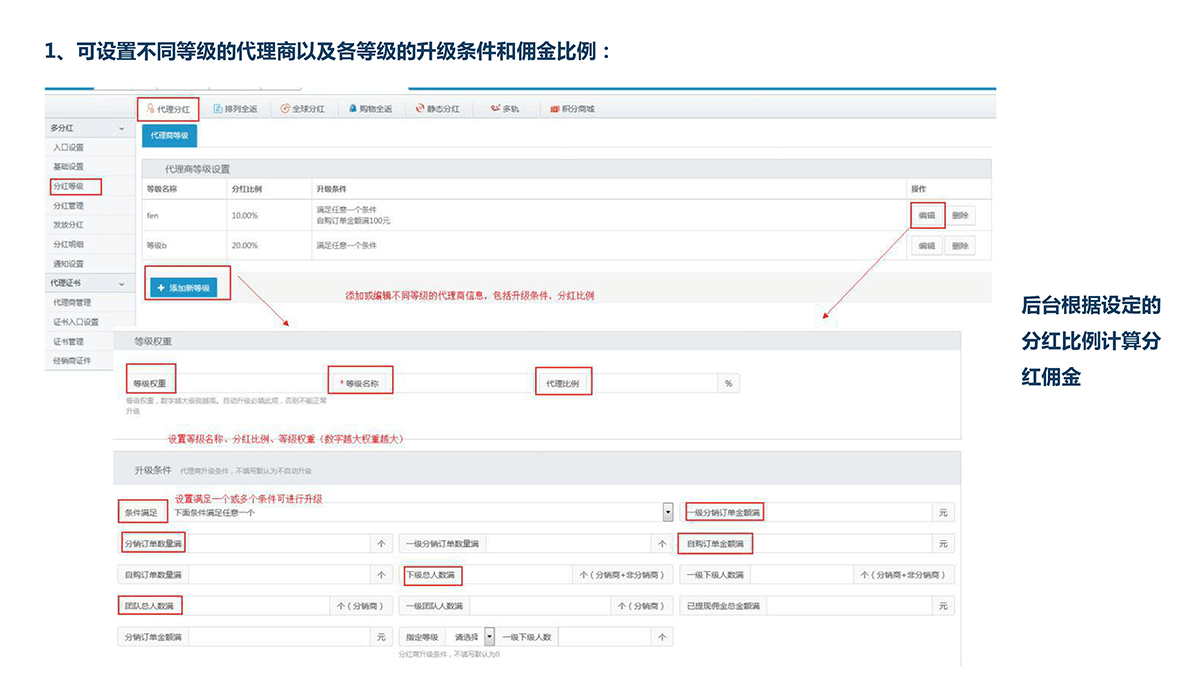 1、可设置不同等级的代理商以及各等级的升级条件和佣金比例：
代理分红 排列全返 全球分红 购物全返 静态分红 多轨 积分商城
多分红
代理商等级
入口设置
基础设置
代理商等级设置
分红等级
等级名称 分红比例 升级条件 操作
分红管理
fen 10.00% 满足任意一个条件
自购订单金额满100元
编辑 删除
发放分红
分红明细
等级b 20.00% 满足任意一个条件 编辑 删除
通知设置
代理证书
添加新等级
代理商管理
添加或编辑不同等级的代理商信息，包括升级条件、分红比例
证书入口设置
证书管理
经销商证件
后台根据设定的
分红比例计算分
红佣金
等级权重
等级权重 * 等级名称 代理比例 %
等级权重，数字越大级别越高。自动升级必填此项，否则不能正常
升级
设置等级名称、分红比例、等级权重（数字越大权重越大）
升级条件 代理商升级条件，不填写默认为不自动升级
设置满足一个或多个条件可进行升级
条件满足 下面条件满足任意一个 一级分销订单金额满 元
分销订单数量满 个 一级分销订单数量满 个 自购订单金额满 元
自购订单数量满 个 下级总人数满 个（分销商+非分销商） 一级下级人数满 个（分销商+非分销商）
团队总人数满 个（分销商） 一级团队人数满 个（分销商） 已提现佣金总金额满 元
分销订单金额满 元 指定等级 请选择 一级下级人数 个
分红商升级条件，不填写默认为0